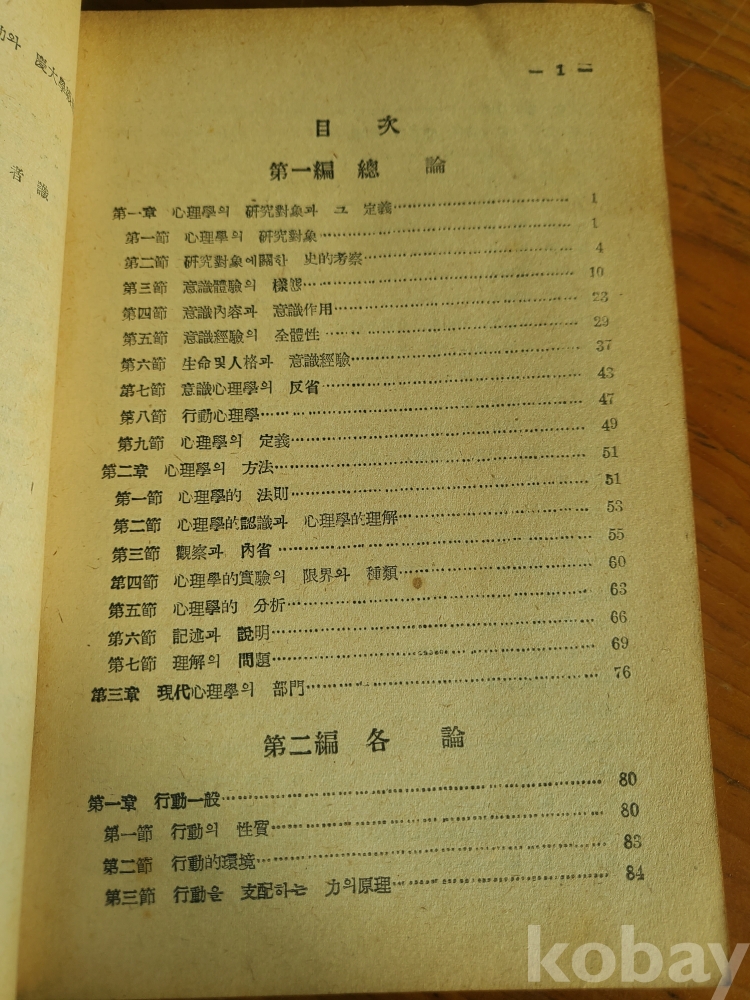 動와 慶大學
者識
— 1 —
目 次
第一編 總 論
第一章 心理學의 研究對象과 그 定義 1
第一節 心理學의 研究對象 1
第二節 研究對象에關한 史的考察 4
第三節 意識體驗의 樣態 10
第四節 意識內容과 意識作用 23
第五節 意識經驗의 全體性 29
第六節 生命및人格과 意識經驗 37
第七節 意識心理學의 反省 43
第八節 行動心理學 47
第九節 心理學의 定義 49
第二章 心理學의 方法 51
第一節 心理學的 法則 51
第二節 心理學的認識과 心理學的理解 53
第三節 觀察과 內省 55
第四節 心理學的實驗의 限界와 種類 60
第五節 心理學的 分析 63
第六節 記述과 說明 66
第七節 理解의 問題 69
第三章 現代心理學의 部門 76
第二編 各 論
第一章 行動一般 80
第一節 行動의 性質 80
第二節 行動的環境 83
第三節 行動을 支配하는 力의原理 84
kobay